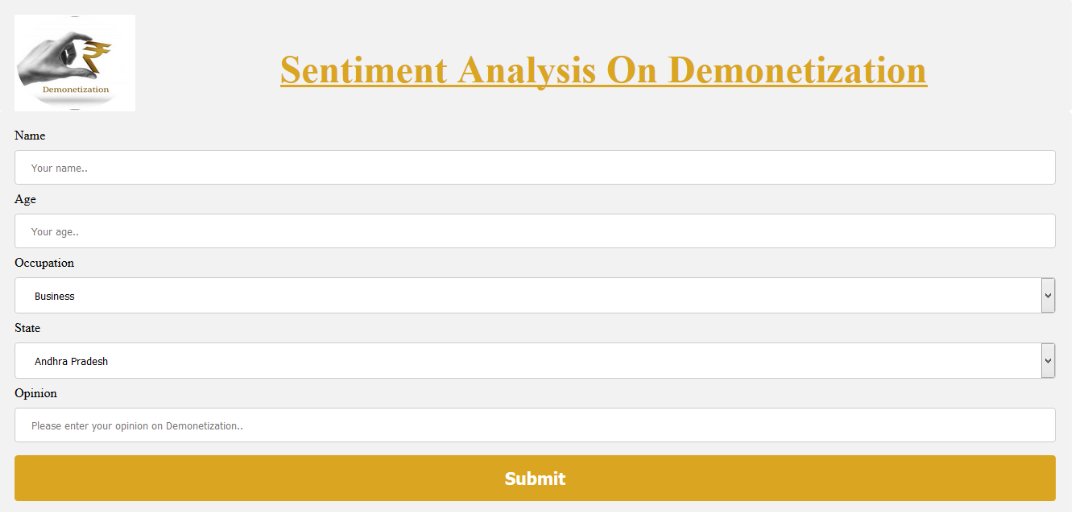 Demonetization
Sentiment Analysis On Demonetization
Name
Your name..
Age
Your age..
Occupation
Business
State
Andhra Pradesh
Opinion
Please enter your opinion on Demonetization..
Submit